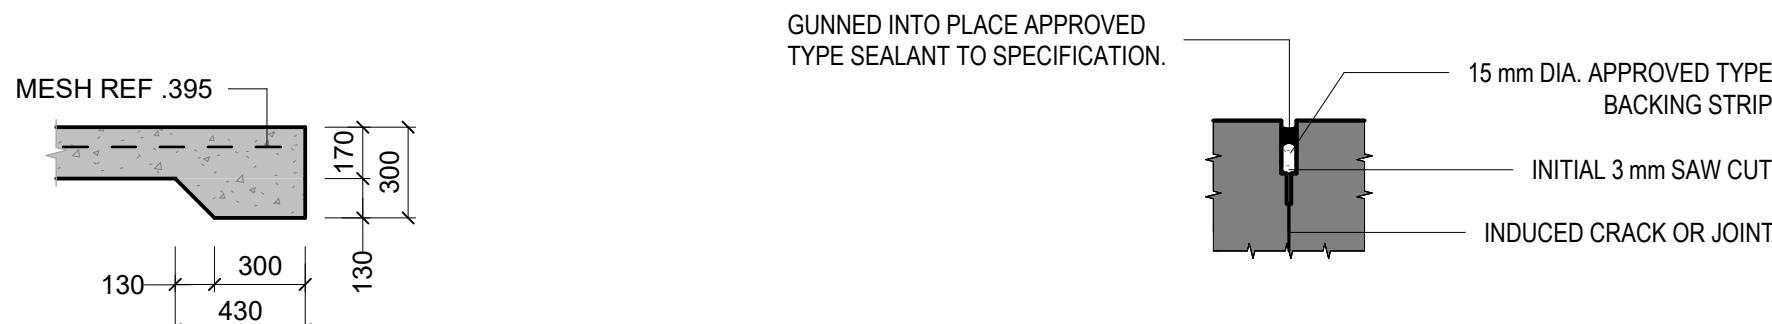 GUNNED INTO PLACE APPROVED
TYPE SEALANT TO SPECIFICATION.
MESH REF .395
15 mm DIA. APPROVED TYPE
BACKING STRIP
170
300
INITIAL 3 mm SAW CUT
INDUCED CRACK OR JOINT
130
300
130
430